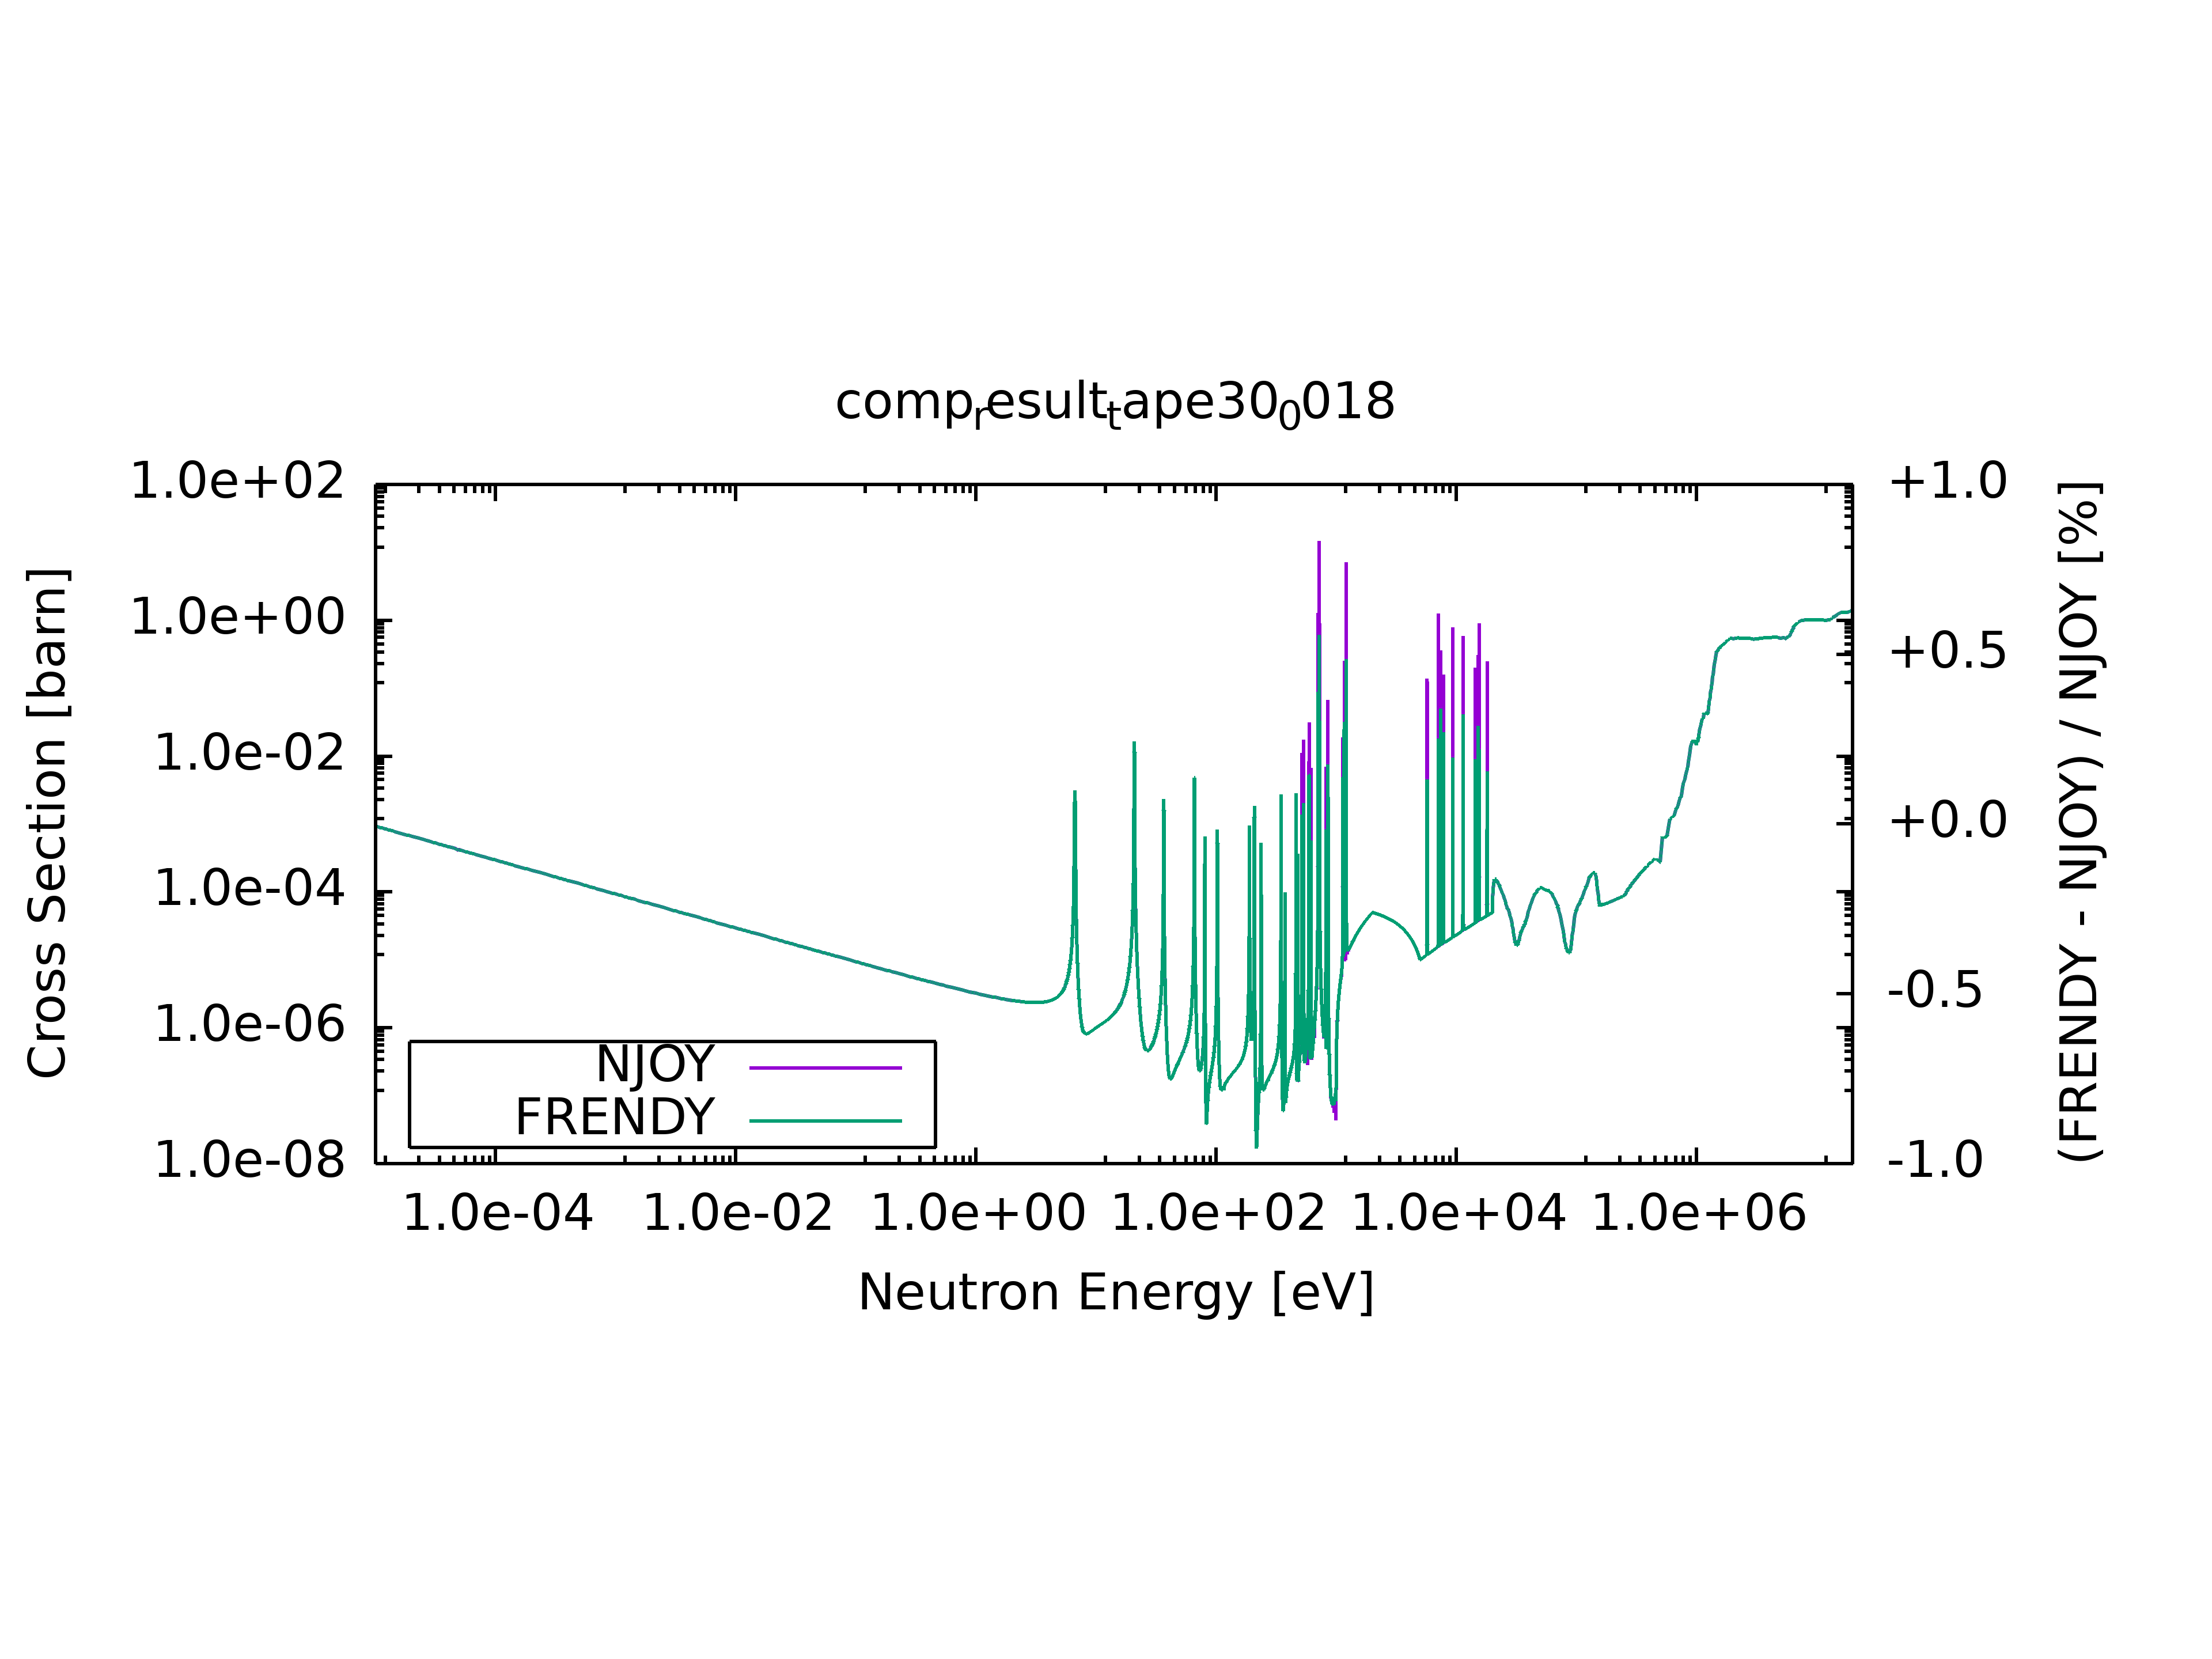 compresulttape300018
1.0e+02
1.0e+00
1.0e-02
1.0e-04
1.0e-06
1.0e-08
Cross Section [barn]
+1.0
+0.5
+0.0
-0.5
-1.0
(FRENDY - NJOY) / NJOY [%]
NJOY
FRENDY
1.0e-04 1.0e-02 1.0e+00 1.0e+02 1.0e+04 1.0e+06
Neutron Energy [eV]